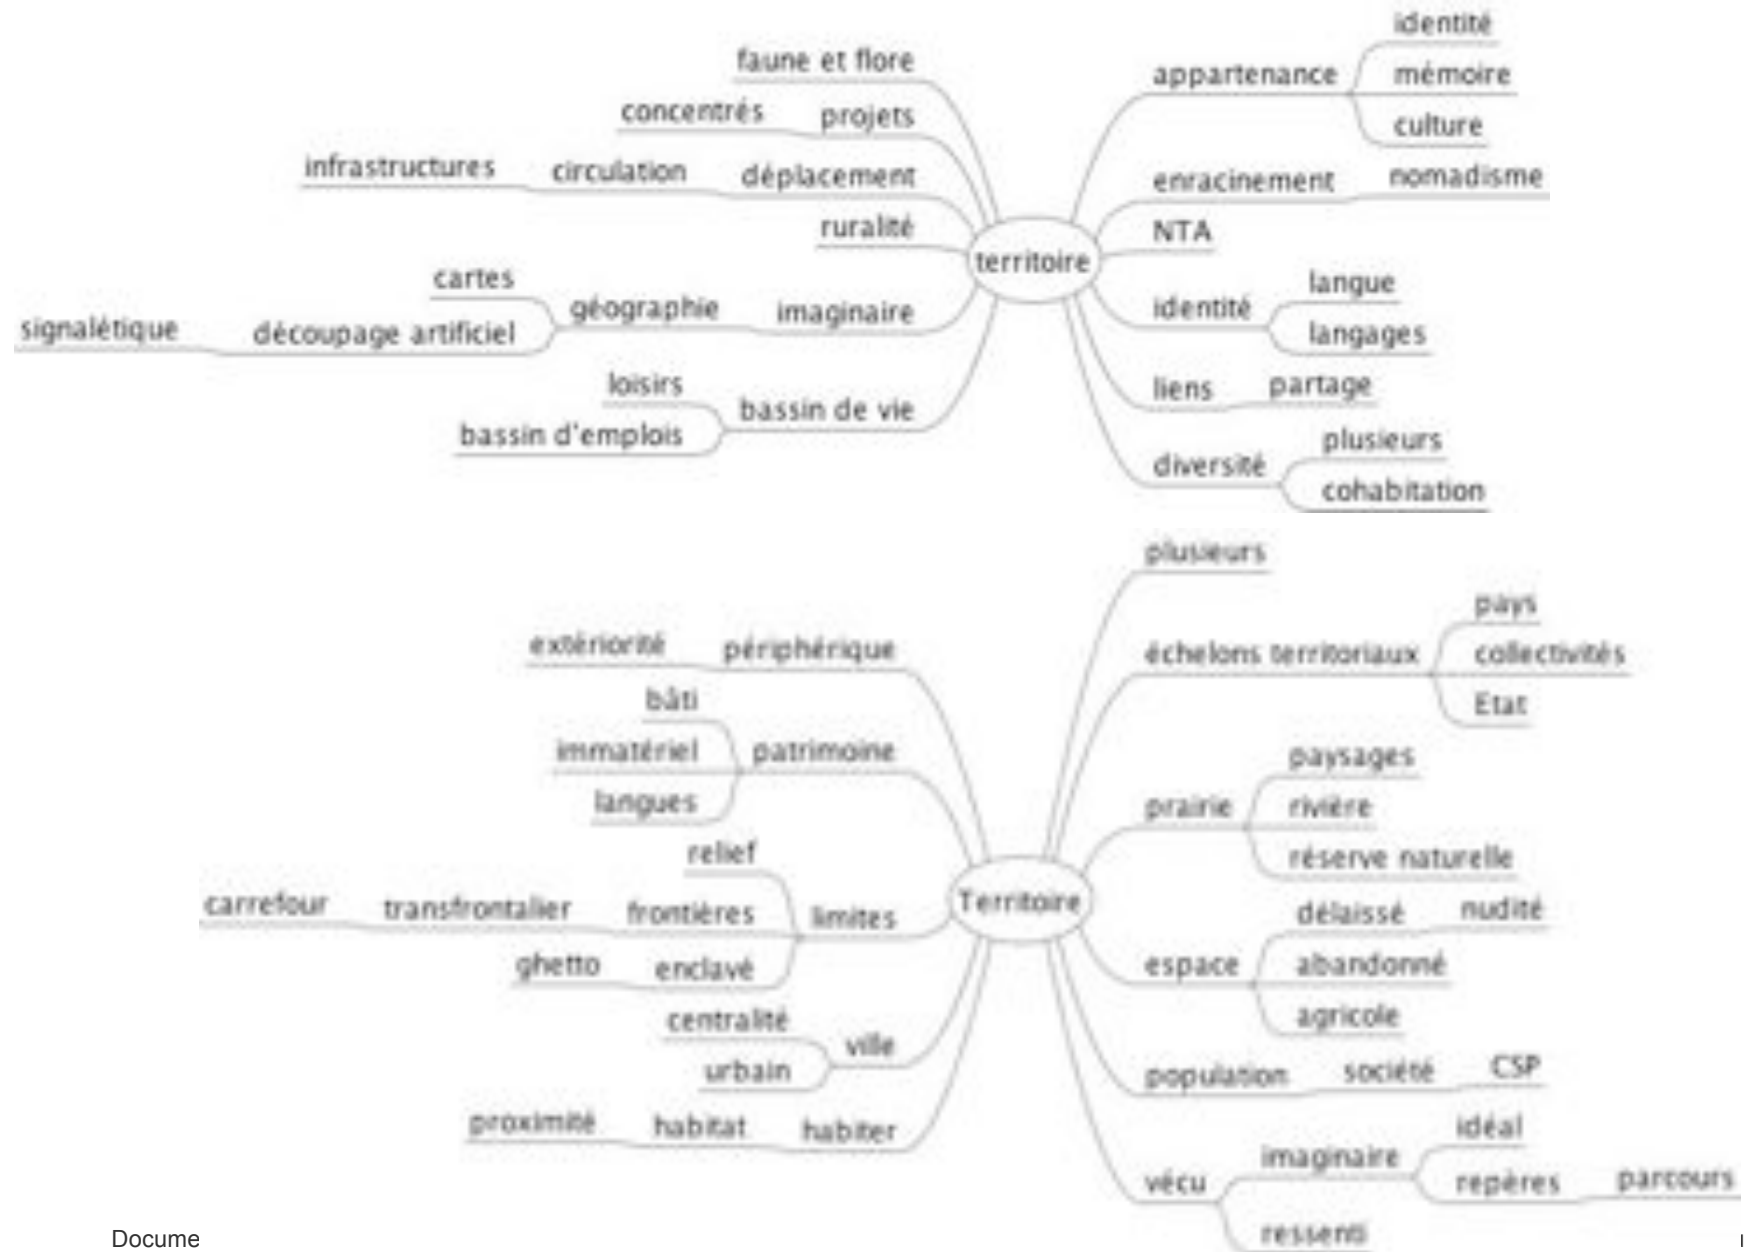 identité
faune et flore
appartenance
mémoire
concentrés projets
culture
infrastructures circulation déplacement
enracinement nomadisme
ruralité
NTA
territoire
cartes
langue
géographie imaginaire
identité
signalétique découpage artificiel
langages
loisirs
liens partage
bassin de vie
bassin d'emplois
plusieurs
diversité
cohabitation
plusieurs
pays
extériorité périphérique
échelons territoriaux
collectivités
bâti
Etat
immatériel patrimoine
paysages
langues
prairie
rivière
relief
réserve naturelle
Territoire
carrefour transfrontalier frontières limites
délaissé nudité
ghetto enclavé
espace
abandonné
centralité
agricole
ville
urbain
population société CSP
proximité habitat habiter
idéal
imaginaire
vécu
repères parcours
ressenti
Docume